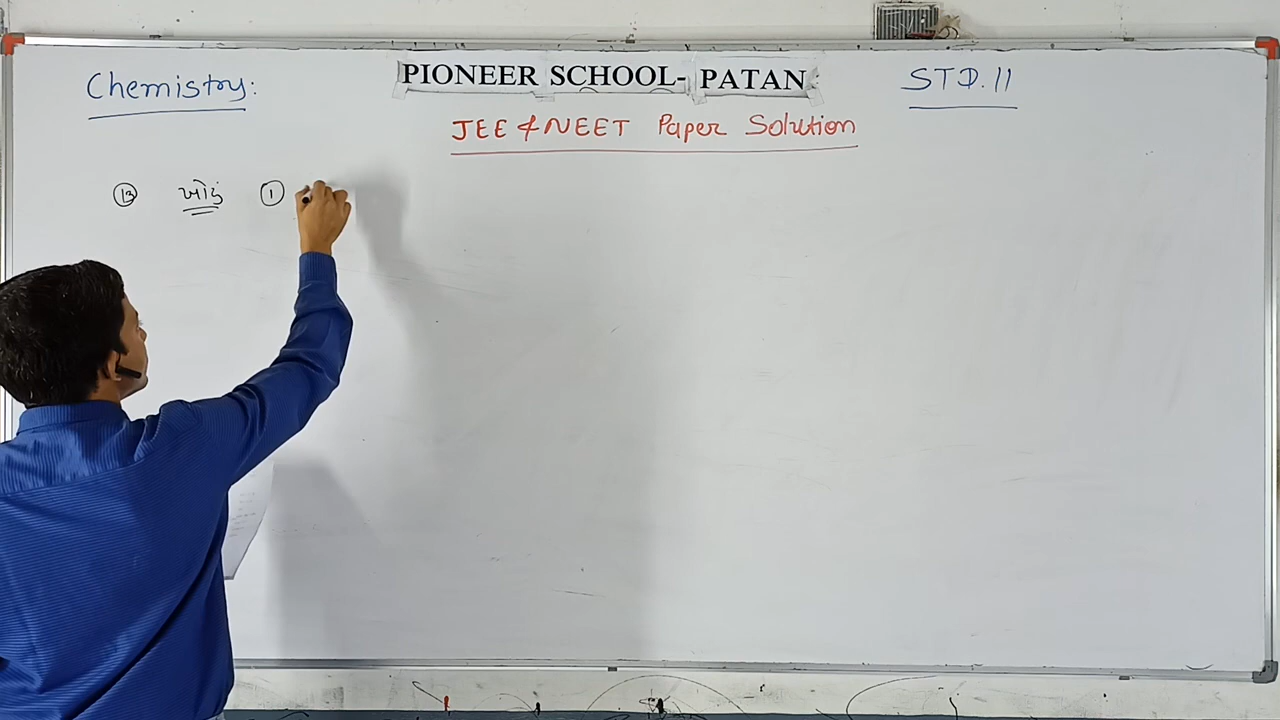 Chemistry: PIONEER SCHOOL- PATAN STD.11
JEE & NEET Paper Solution
13 ખોટું 1